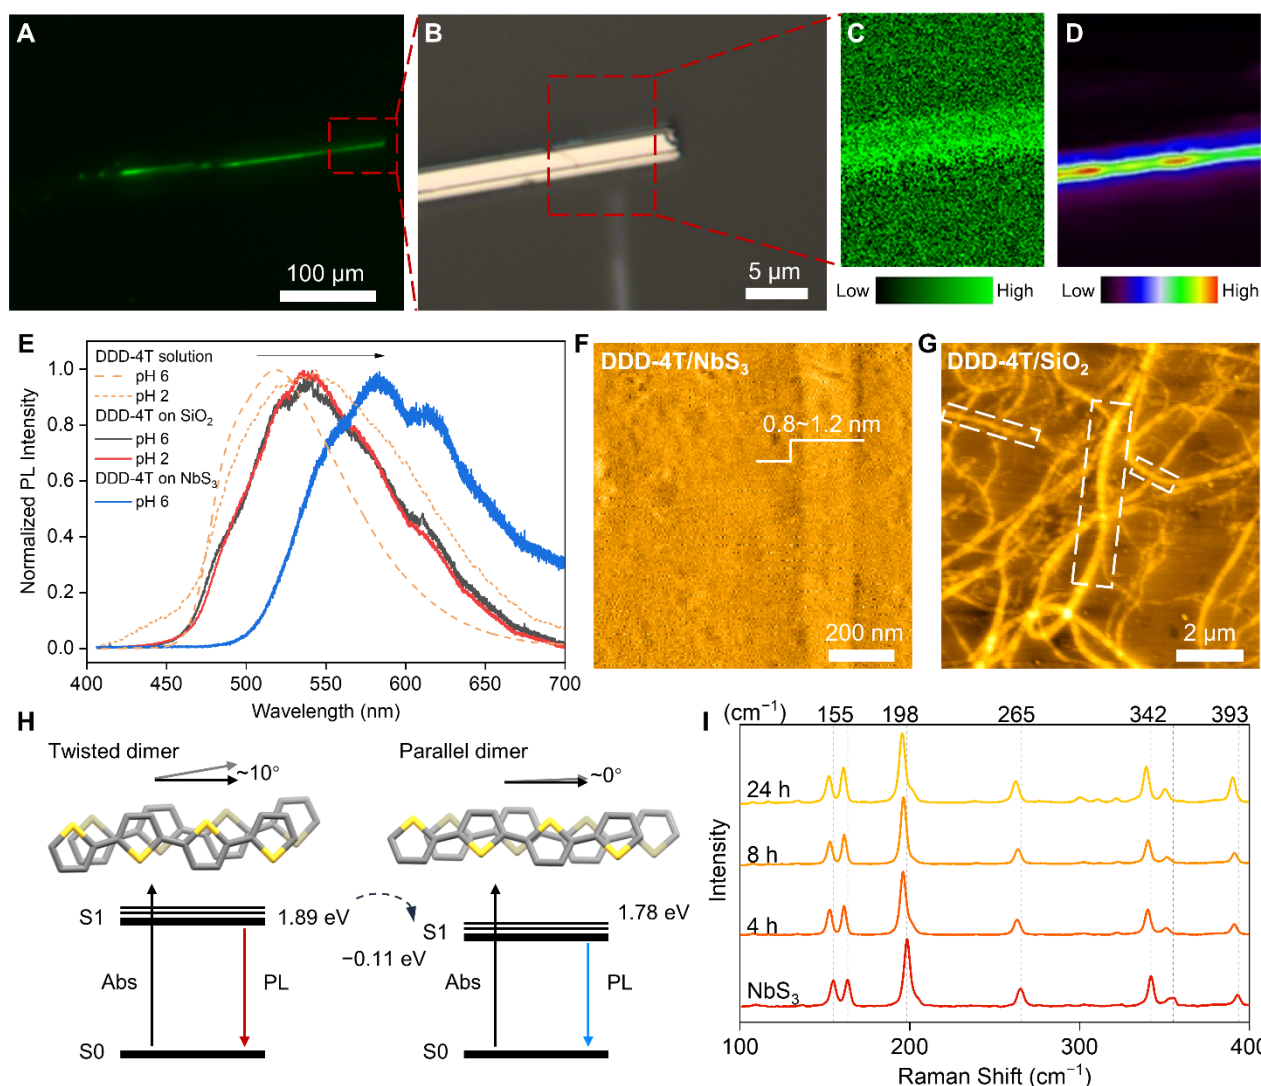 A
100 μm
B
5 μm
C
Low High
D
Low High
E
DDD-4T solution
pH 6
pH 2
DDD-4T on SiO₂
pH 6
pH 2
DDD-4T on NbS₃
pH 6
Normalized PL Intensity
1.0
0.8
0.6
0.4
0.2
0.0
400 450 500 550 600 650 700
Wavelength (nm)
F
DDD-4T/NbS₃
0.8~1.2 nm
200 nm
G
DDD-4T/SiO₂
2 μm
H
Twisted dimer
~10°
S1
1.89 eV
−0.11 eV
Abs PL
S0
Parallel dimer
~0°
S1
1.78 eV
Abs PL
S0
I
(cm⁻¹) 155 198 265 342 393
24 h
8 h
4 h
NbS₃
Intensity
100 200 300 400
Raman Shift (cm⁻¹)